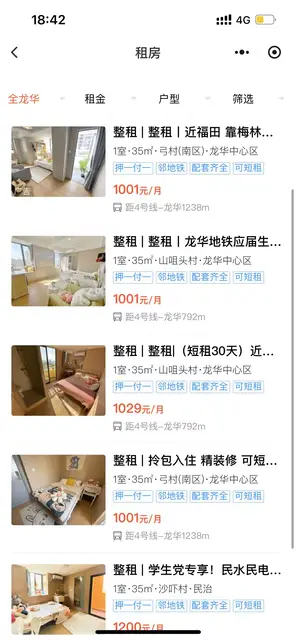 18:42
4G
租房
全龙华
租金
户型
筛选
整租 | 整租丨近福田 靠梅林...
1室·35㎡·弓村(南区)·龙华中心区
押一付一 邻地铁 配套齐全 可短租
1001元/月
距4号线-龙华1238m
整租 | 整租丨龙华地铁应届生...
1室·35㎡·山咀头村·龙华中心区
押一付一 邻地铁 配套齐全 可短租
1001元/月
距4号线-龙华792m
整租 | 整租|（短租30天）近...
1室·35㎡·山咀头村·龙华中心区
押一付一 邻地铁 配套齐全 可短租
1029元/月
距4号线-龙华792m
整租 | 拎包入住 精装修 可短...
1室·35㎡·弓村(南区)·龙华中心区
押一付一 邻地铁 配套齐全 可短租
1001元/月
距4号线-龙华1238m
整租 | 学生党专享！民水民电...
1室·35㎡·沙吓村·民治
押一付一 邻地铁 配套齐全 可短租
1200元/月